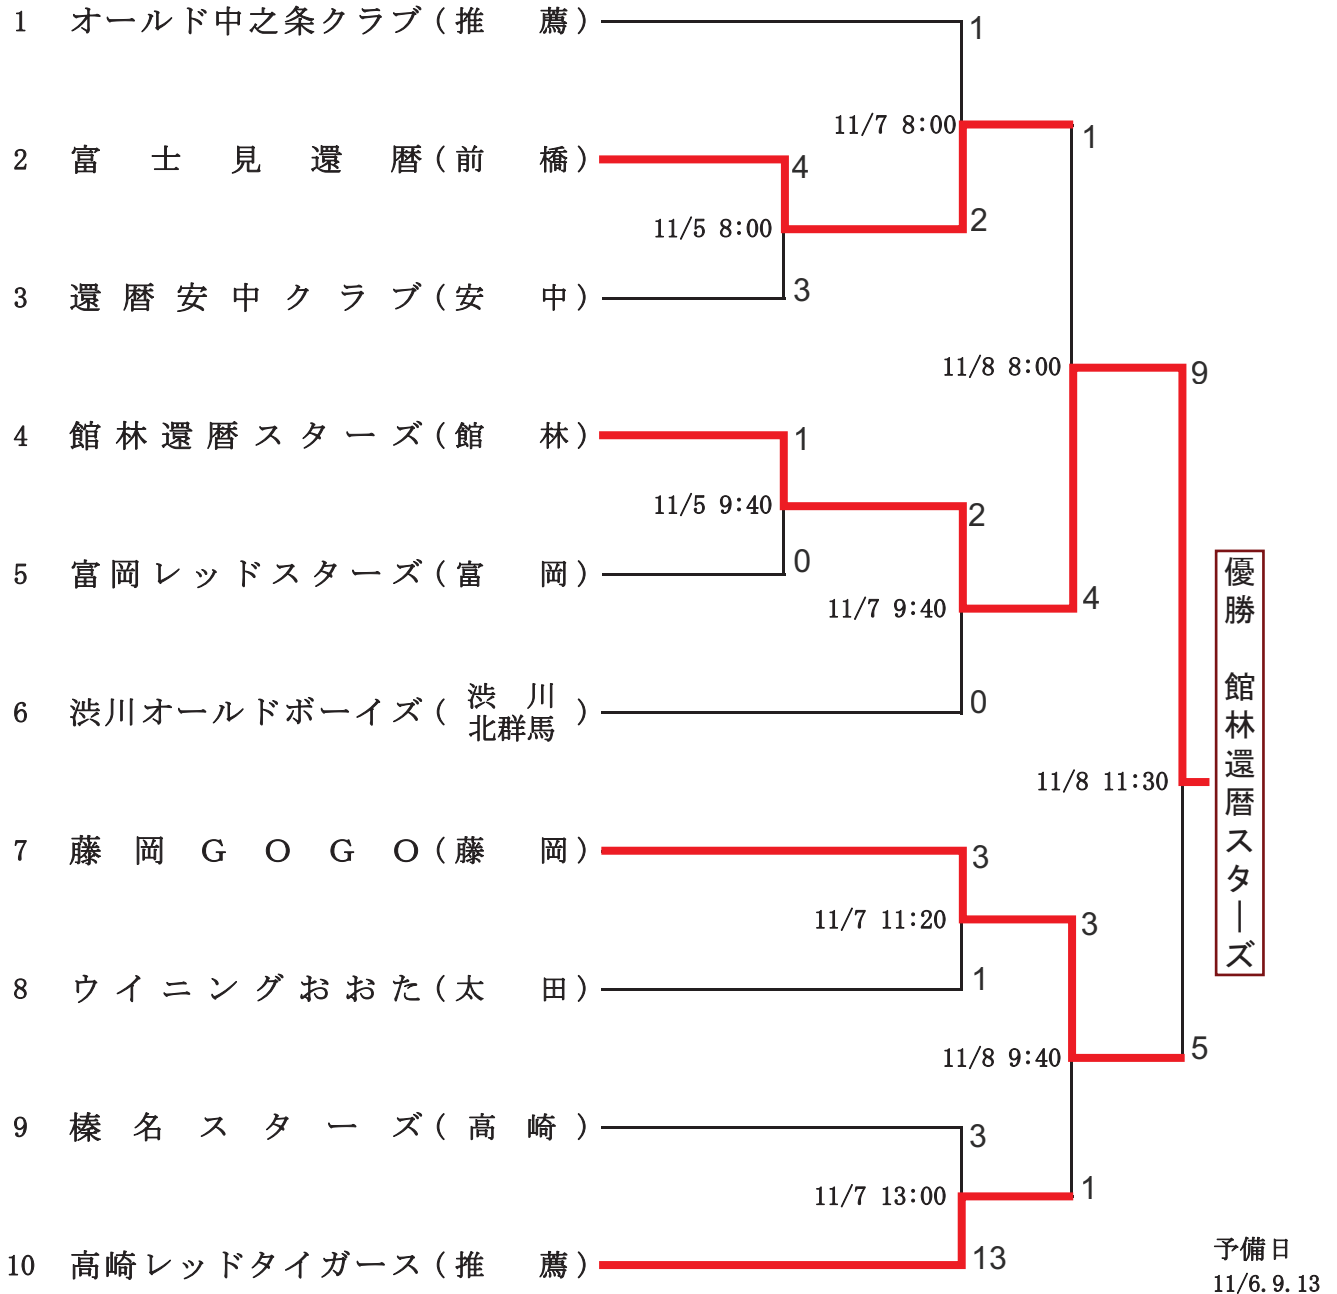 1 オールド中之条クラブ(推 薦)
1
11/7 8:00
1
2 富士見還暦(前 橋)
4
11/5 8:00
2
3 還暦安中クラブ(安 中)
3
11/8 8:00
9
4 館林還暦スターズ(館 林)
1
11/5 9:40
2
5 富岡レッドスターズ(富 岡)
0
11/7 9:40
4
6 渋川オールドボーイズ(渋 川
北群馬)
0
優勝 館林還暦スターズ
11/8 11:30
7 藤岡GOGO(藤 岡)
3
11/7 11:20
3
8 ウイニングおおた(太 田)
1
11/8 9:40
5
9 榛名スターズ(高 崎)
3
11/7 13:00
1
10 高崎レッドタイガース(推 薦)
13
予備日
11/6.9.13